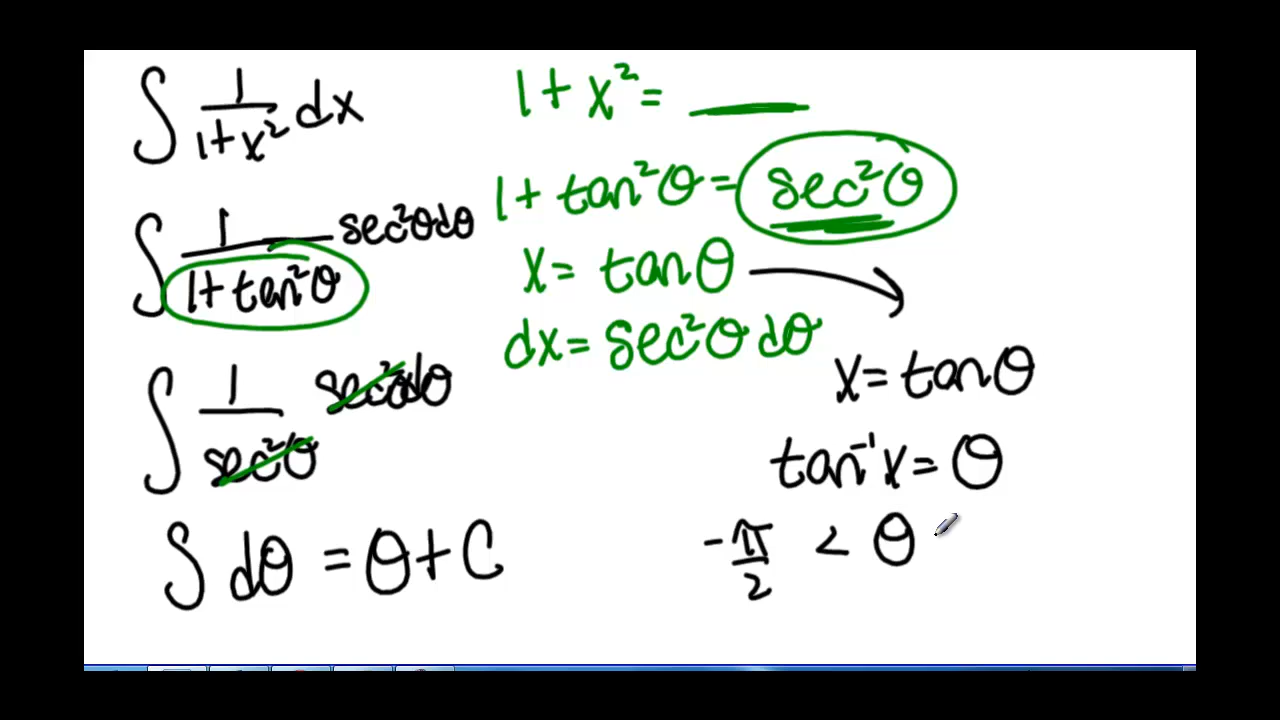 ∫ 1/(1+x²) dx
1 + x² = ____
1 + tan²θ = sec²θ
∫ 1/(1+tan²θ) sec²θdθ
x = tanθ
dx = sec²θ dθ
∫ 1/sec²θ sec²θdθ
x = tanθ
tan⁻¹x = θ
∫ dθ = θ + C
-π/2 < θ